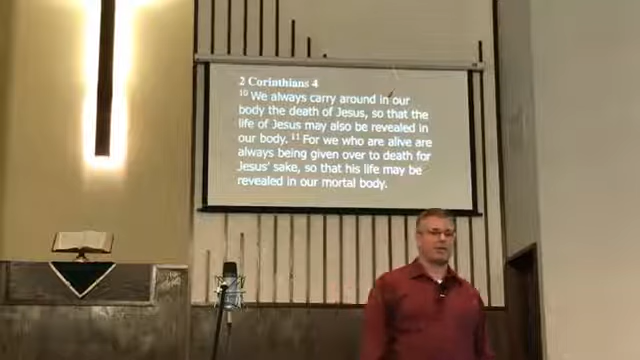 2 Corinthians 4
10 We always carry around in our
body the death of Jesus, so that the
life of Jesus may also be revealed in
our body. 11 For we who are alive are
always being given over to death for
Jesus' sake, so that his life may be
revealed in our mortal body.